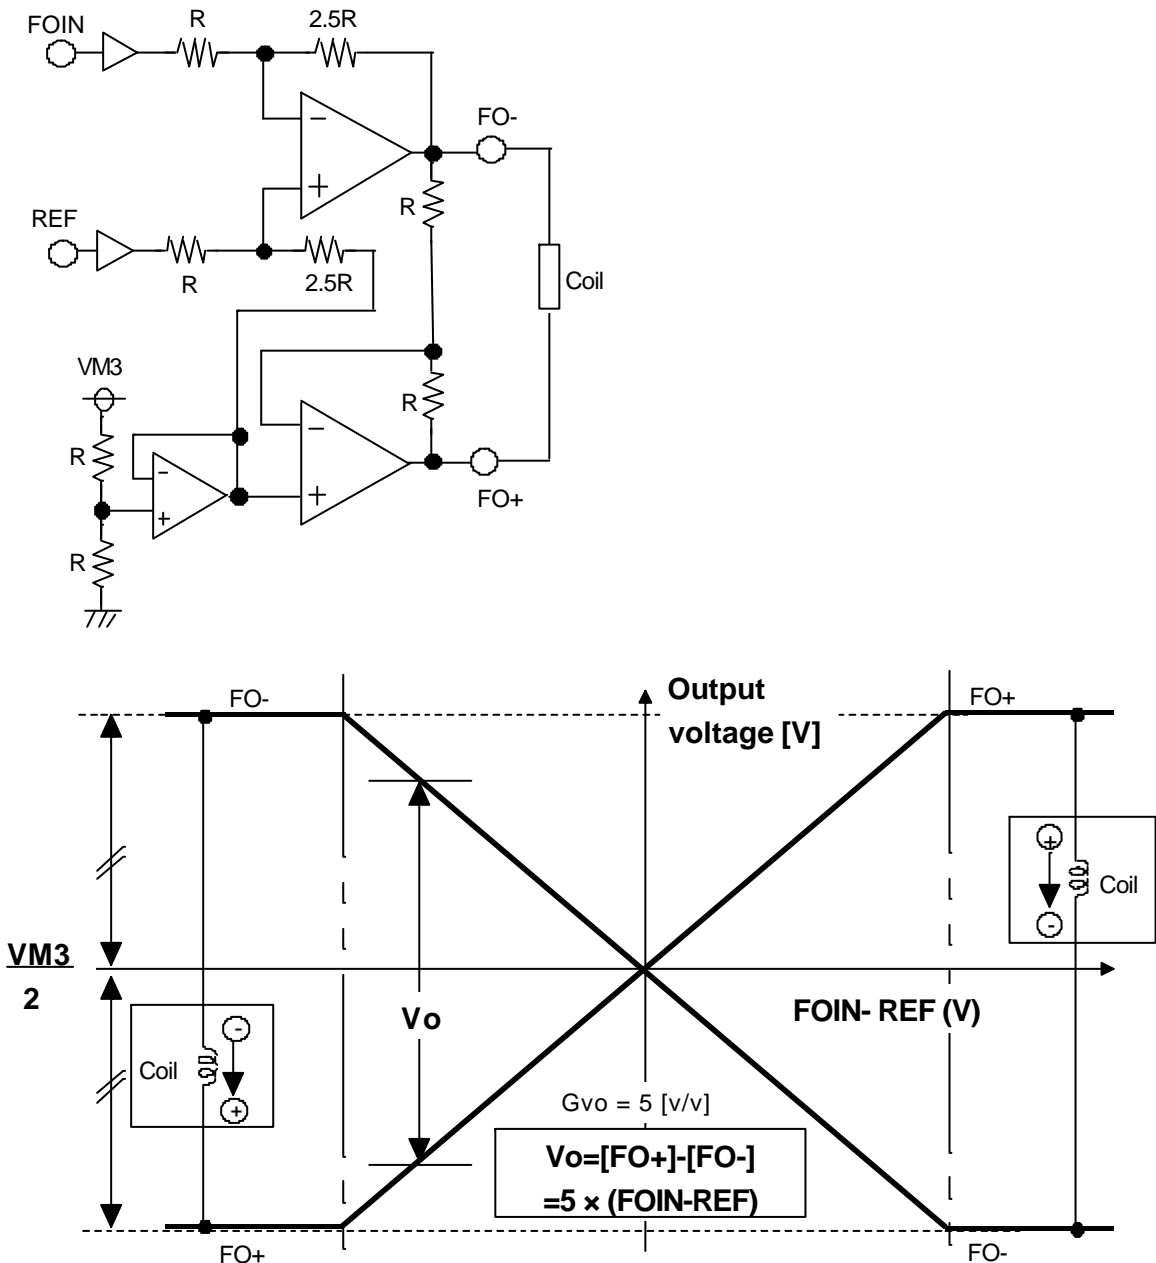 FOIN
R
2.5R
-
FO-
+
R
REF
R
2.5R
Coil
VM3
R
R
-
-
+
+
FO+
R
FO-
Output
voltage [V]
FO+
+
Coil
-
VM3
2
Vo
FOIN- REF (V)
-
Coil
+
Gvo = 5 [v/v]
Vo=[FO+]-[FO-]
=5 × (FOIN-REF)
FO+
FO-